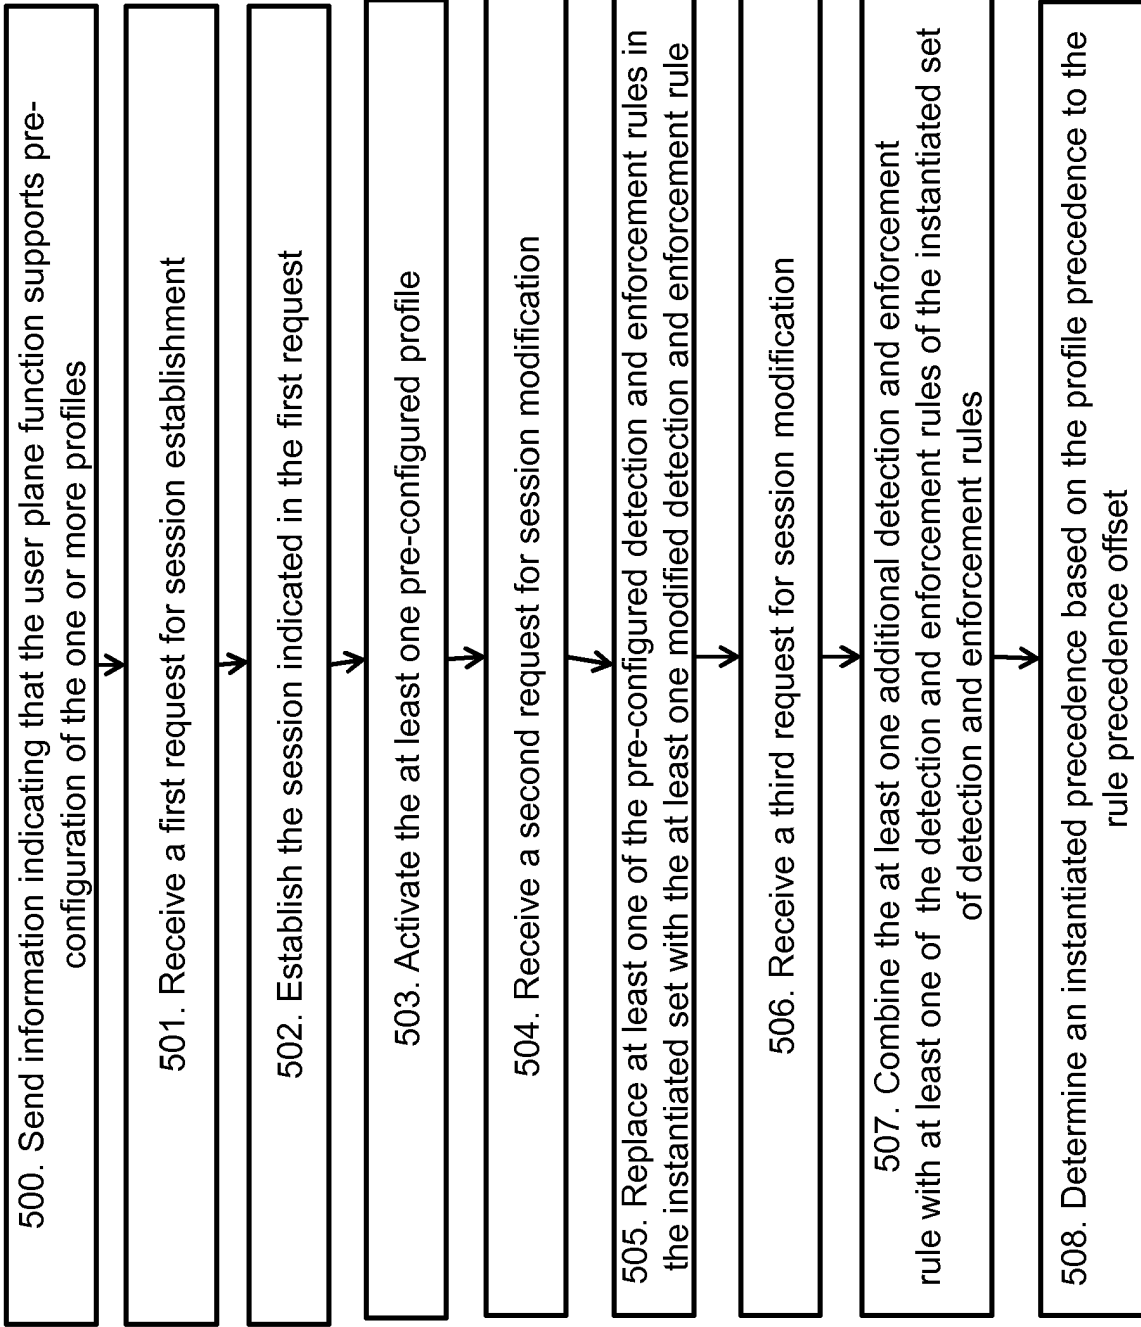 500. Send information indicating that the user plane function supports pre-
configuration of the one or more profiles
501. Receive a first request for session establishment
502. Establish the session indicated in the first request
503. Activate the at least one pre-configured profile
504. Receive a second request for session modification
505. Replace at least one of the pre-configured detection and enforcement rules in
the instantiated set with the at least one modified detection and enforcement rule
506. Receive a third request for session modification
507. Combine the at least one additional detection and enforcement
rule with at least one of the detection and enforcement rules of the instantiated set
of detection and enforcement rules
508. Determine an instantiated precedence based on the profile precedence to the
rule precedence offset